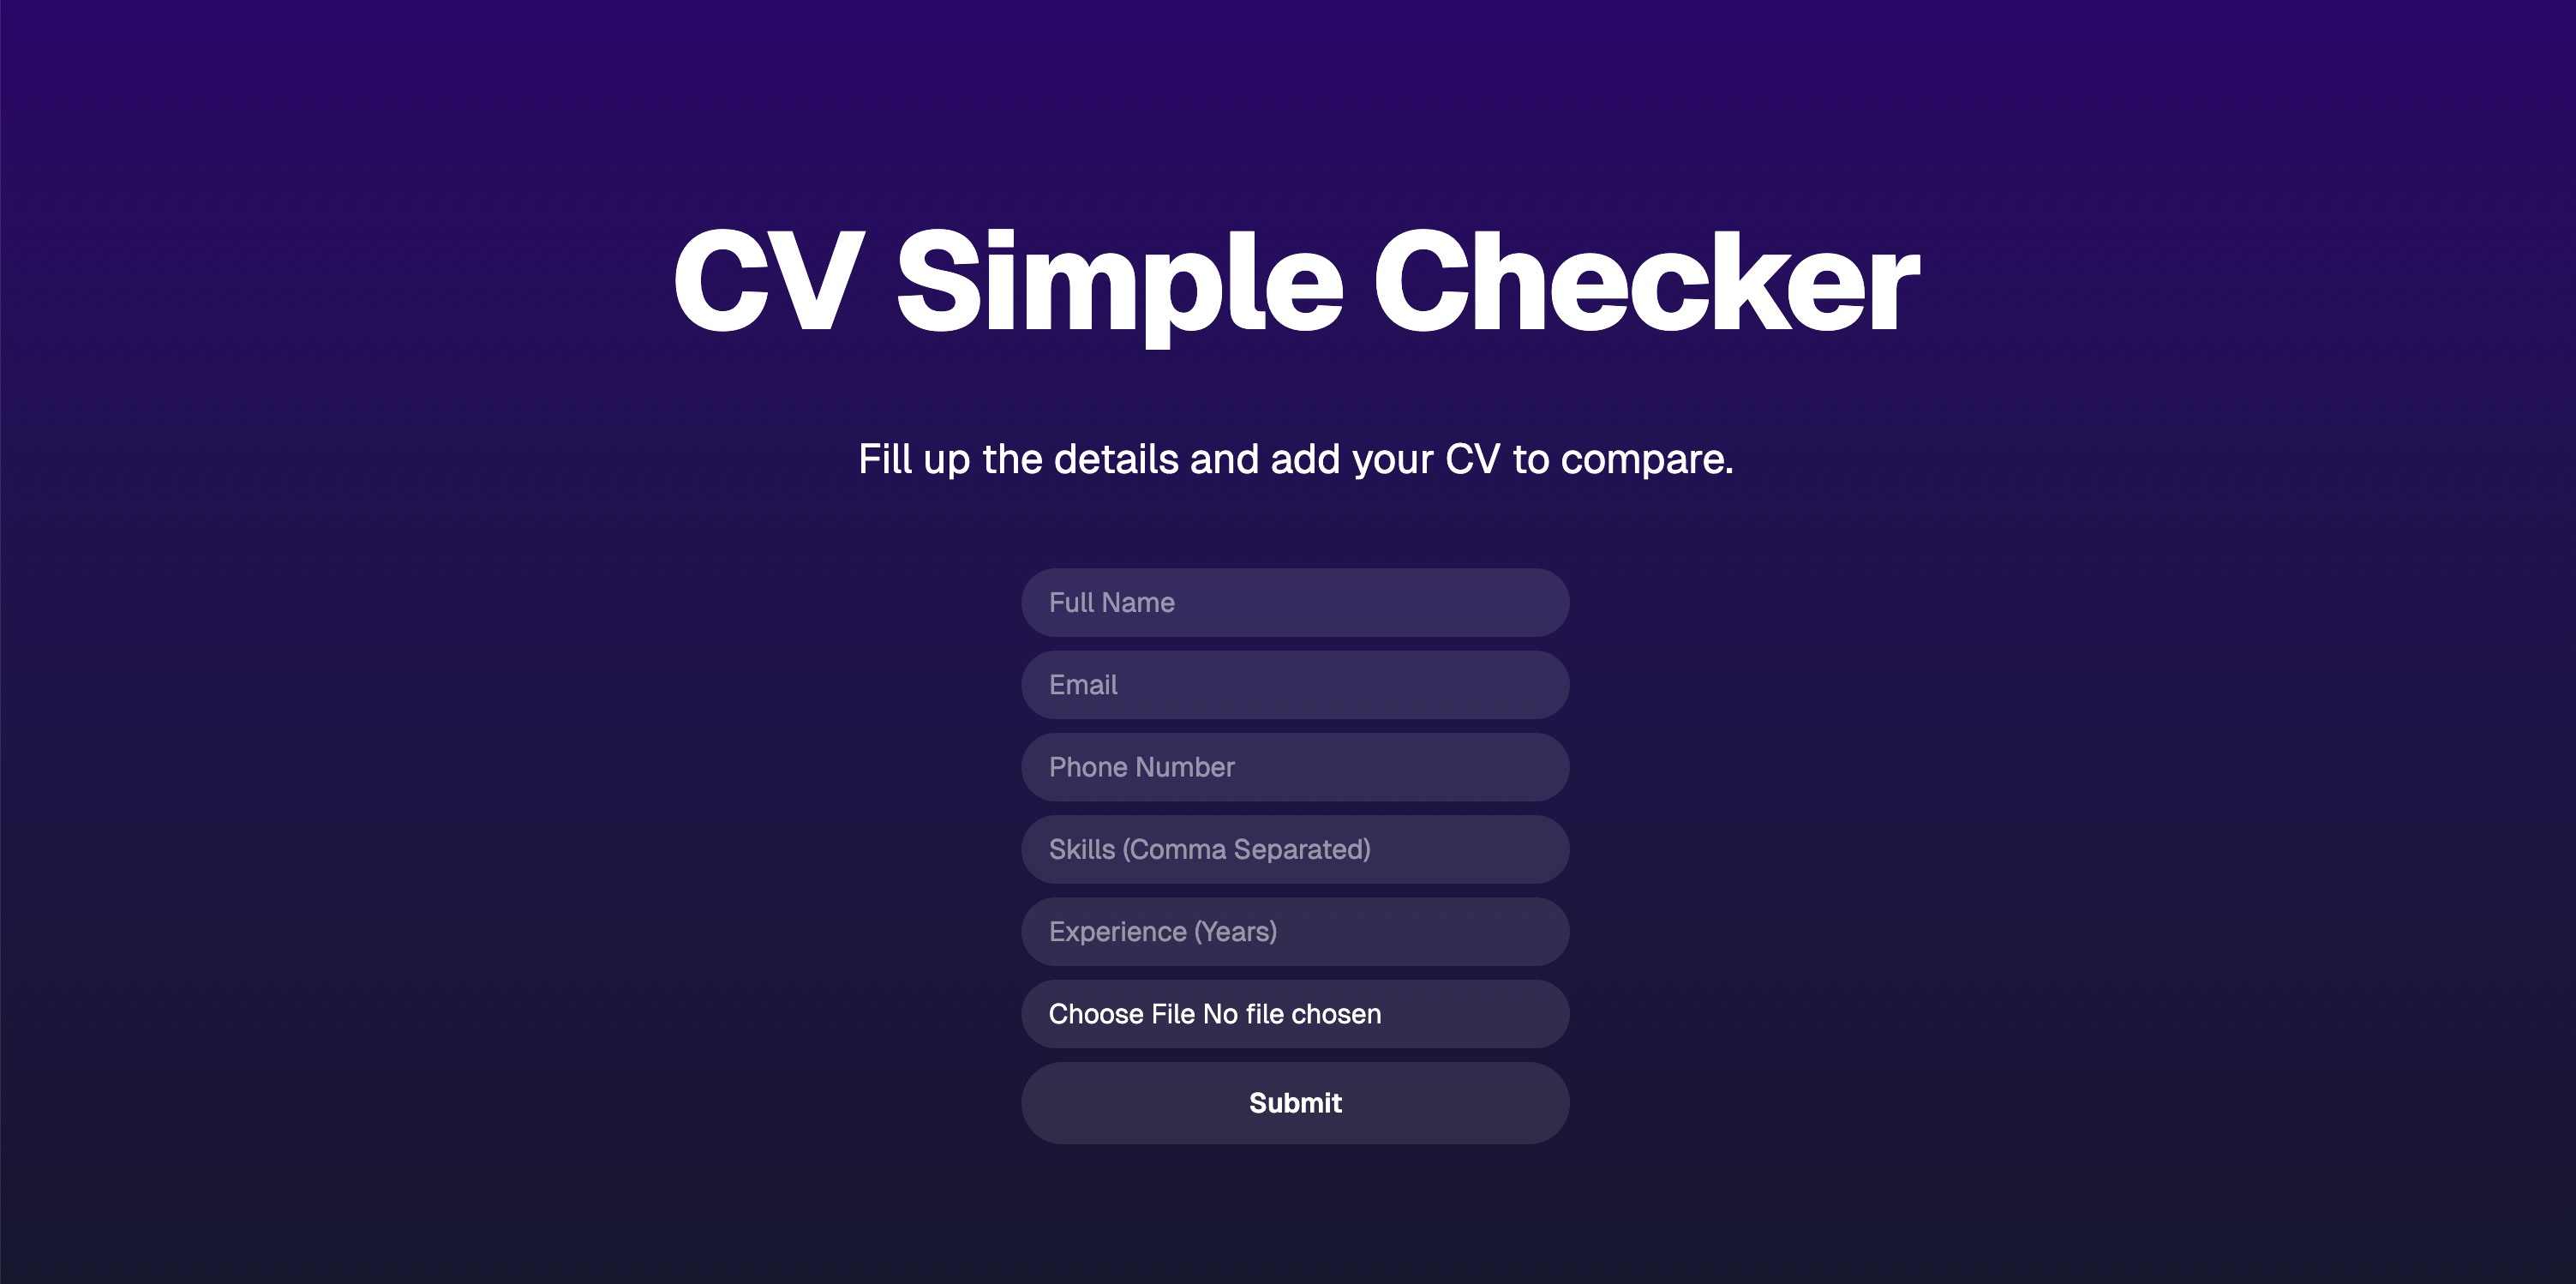 CV Simple Checker
Fill up the details and add your CV to compare.
Full Name
Email
Phone Number
Skills (Comma Separated)
Experience (Years)
Choose File No file chosen
Submit